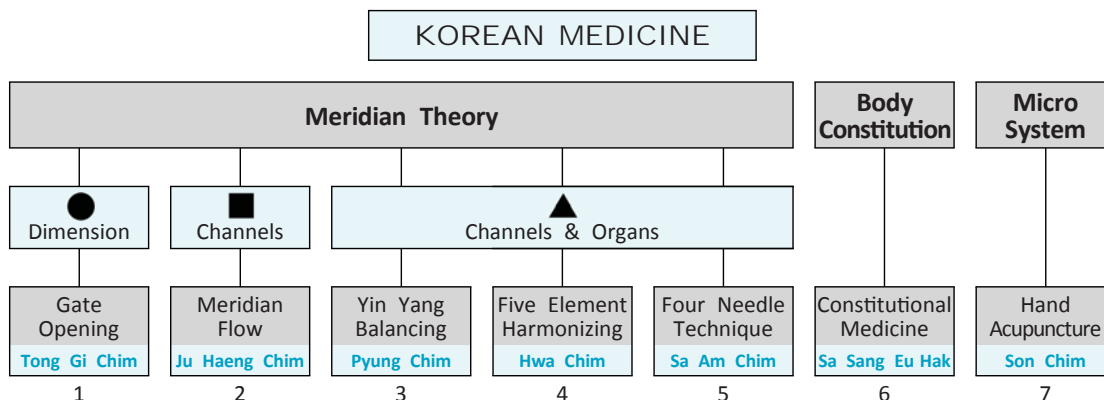 KOREAN MEDICINE
Meridian Theory
Body
Constitution
Micro
System
Dimension
Channels
Channels & Organs
Gate
Opening
Tong Gi Chim
1
Meridian
Flow
Ju Haeng Chim
2
Yin Yang
Balancing
Pyung Chim
3
Five Element
Harmonizing
Hwa Chim
4
Four Needle
Technique
Sa Am Chim
5
Constitutional
Medicine
Sa Sang Eu Hak
6
Hand
Acupuncture
Son Chim
7